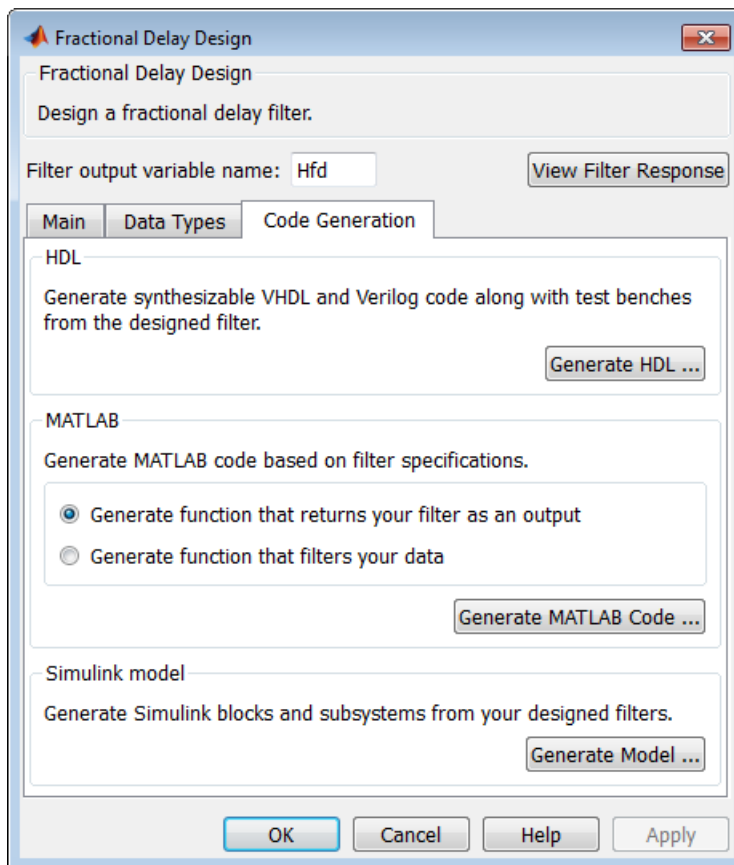 Fractional Delay Design
Fractional Delay Design
Design a fractional delay filter.
Filter output variable name: Hfd View Filter Response
Main Data Types Code Generation
HDL
Generate synthesizable VHDL and Verilog code along with test benches
from the designed filter.
Generate HDL ...
MATLAB
Generate MATLAB code based on filter specifications.
Generate function that returns your filter as an output
Generate function that filters your data
Generate MATLAB Code ...
Simulink model
Generate Simulink blocks and subsystems from your designed filters.
Generate Model ...
OK Cancel Help Apply